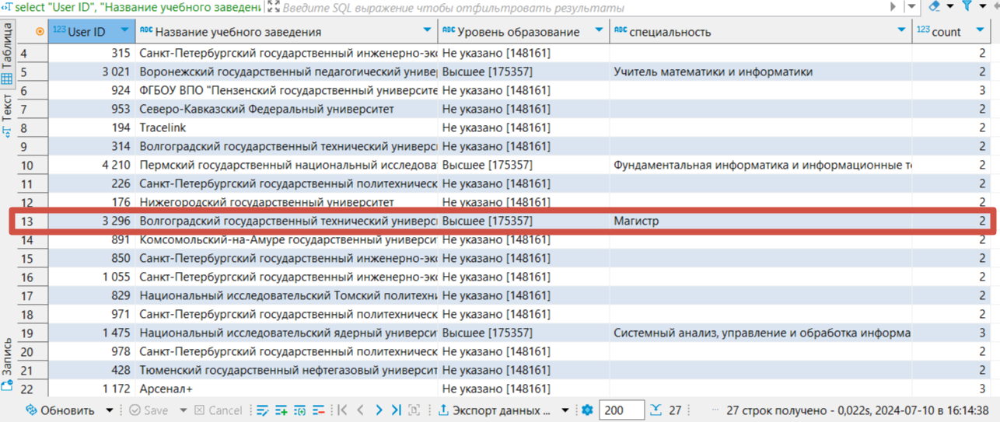 select "User ID", "Название учебного заведени Введите SQL выражение чтобы отфильтровать результаты
Таблица
Текст
Запись
123 User ID ABC Название учебного заведения ABC Уровень образование ABC специальность 123 count
4 315 Санкт-Петербургский государственный инженерно-эко Не указано [148161] 2
5 3 021 Воронежский государственный педагогический униве Высшее [175357] Учитель математики и информатики 2
6 924 ФГБОУ ВПО "Пензенский государственный университе Не указано [148161] 3
7 953 Северо-Кавказский Федеральный университет Не указано [148161] 2
8 194 Tracelink Не указано [148161] 2
9 314 Волгоградский государственный технический универс Не указано [148161] 2
10 4 210 Пермский государственный национальный исследова Высшее [175357] Фундаментальная информатика и информационные т 2
11 226 Санкт-Петербургский государственный политехническ Не указано [148161] 2
12 176 Нижегородский государственный университет Не указано [148161] 2
13 3 296 Волгоградский государственный технический универс Высшее [175357] Магистр 2
14 891 Комсомольский-на-Амуре государственный универси Не указано [148161] 2
15 850 Санкт-Петербургский государственный инженерно-эко Не указано [148161] 2
16 1 055 Санкт-Петербургский государственный инженерно-эко Не указано [148161] 2
17 829 Национальный исследовательский Томский политехни Не указано [148161] 2
18 971 Санкт-Петербургский государственный политехническ Не указано [148161] 2
19 1 475 Национальный исследовательский ядерный универси Высшее [175357] Системный анализ, управление и обработка информа 3
20 978 Санкт-Петербургский государственный политехническ Не указано [148161] 2
21 428 Тюменский государственный нефтегазовый университ Не указано [148161] 2
22 1 172 Арсенал+ Не указано [148161] 3
Обновить Save Cancel Экспорт данных ... 200 27 27 строк получено - 0,022s, 2024-07-10 в 16:14:38